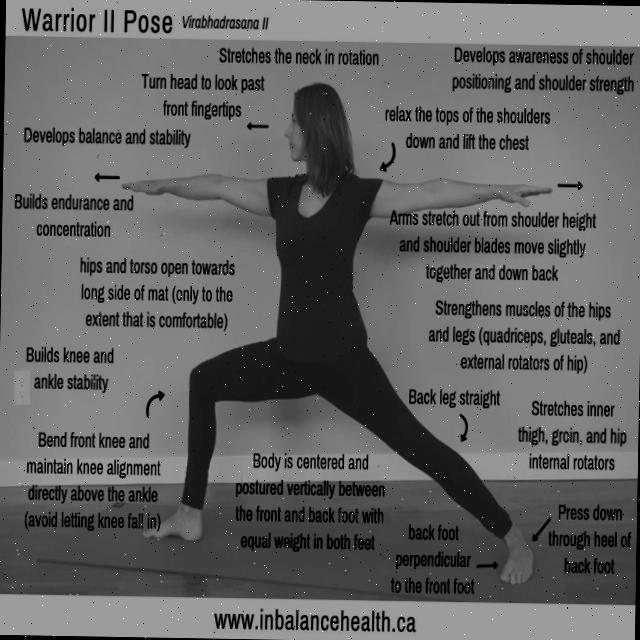 Warrior II Pose Virabhadrasana II
Stretches the neck in rotation
Develops awareness of shoulder
positioning and shoulder strength
Turn head to look past
front fingertips
relax the tops of the shoulders
down and lift the chest
Develops balance and stability
Builds endurance and
concentration
Arms stretch out from shoulder height
and shoulder blades move slightly
together and down back
hips and torso open towards
long side of mat (only to the
extent that is comfortable)
Strengthens muscles of the hips
and legs (quadriceps, gluteals, and
external rotators of hip)
Builds knee and
ankle stability
Back leg straight
Stretches inner
thigh, groin, and hip
internal rotators
Bend front knee and
maintain knee alignment
directly above the ankle
(avoid letting knee fall in)
Body is centered and
postured vertically between
the front and back foot with
equal weight in both feet
Press down
through heel of
back foot
back foot
perpendicular
to the front foot
www.inbalancehealth.ca